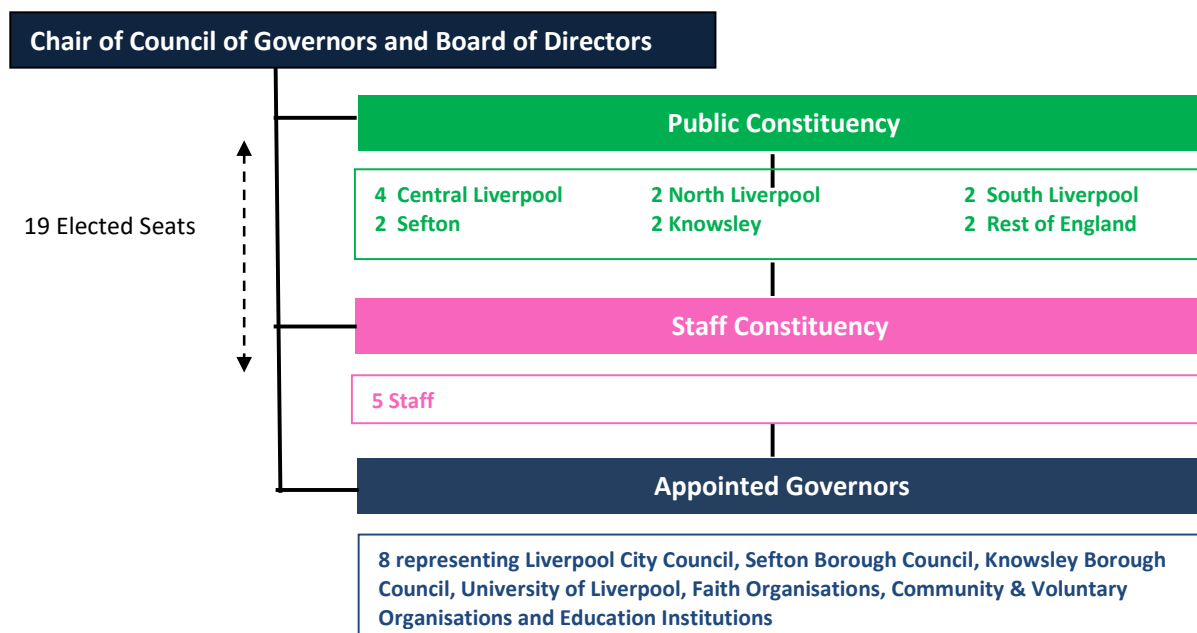 Chair of Council of Governors and Board of Directors
Public Constituency
4 Central Liverpool 2 North Liverpool 2 South Liverpool
2 Sefton 2 Knowsley 2 Rest of England
19 Elected Seats
Staff Constituency
5 Staff
Appointed Governors
8 representing Liverpool City Council, Sefton Borough Council, Knowsley Borough
Council, University of Liverpool, Faith Organisations, Community & Voluntary
Organisations and Education Institutions